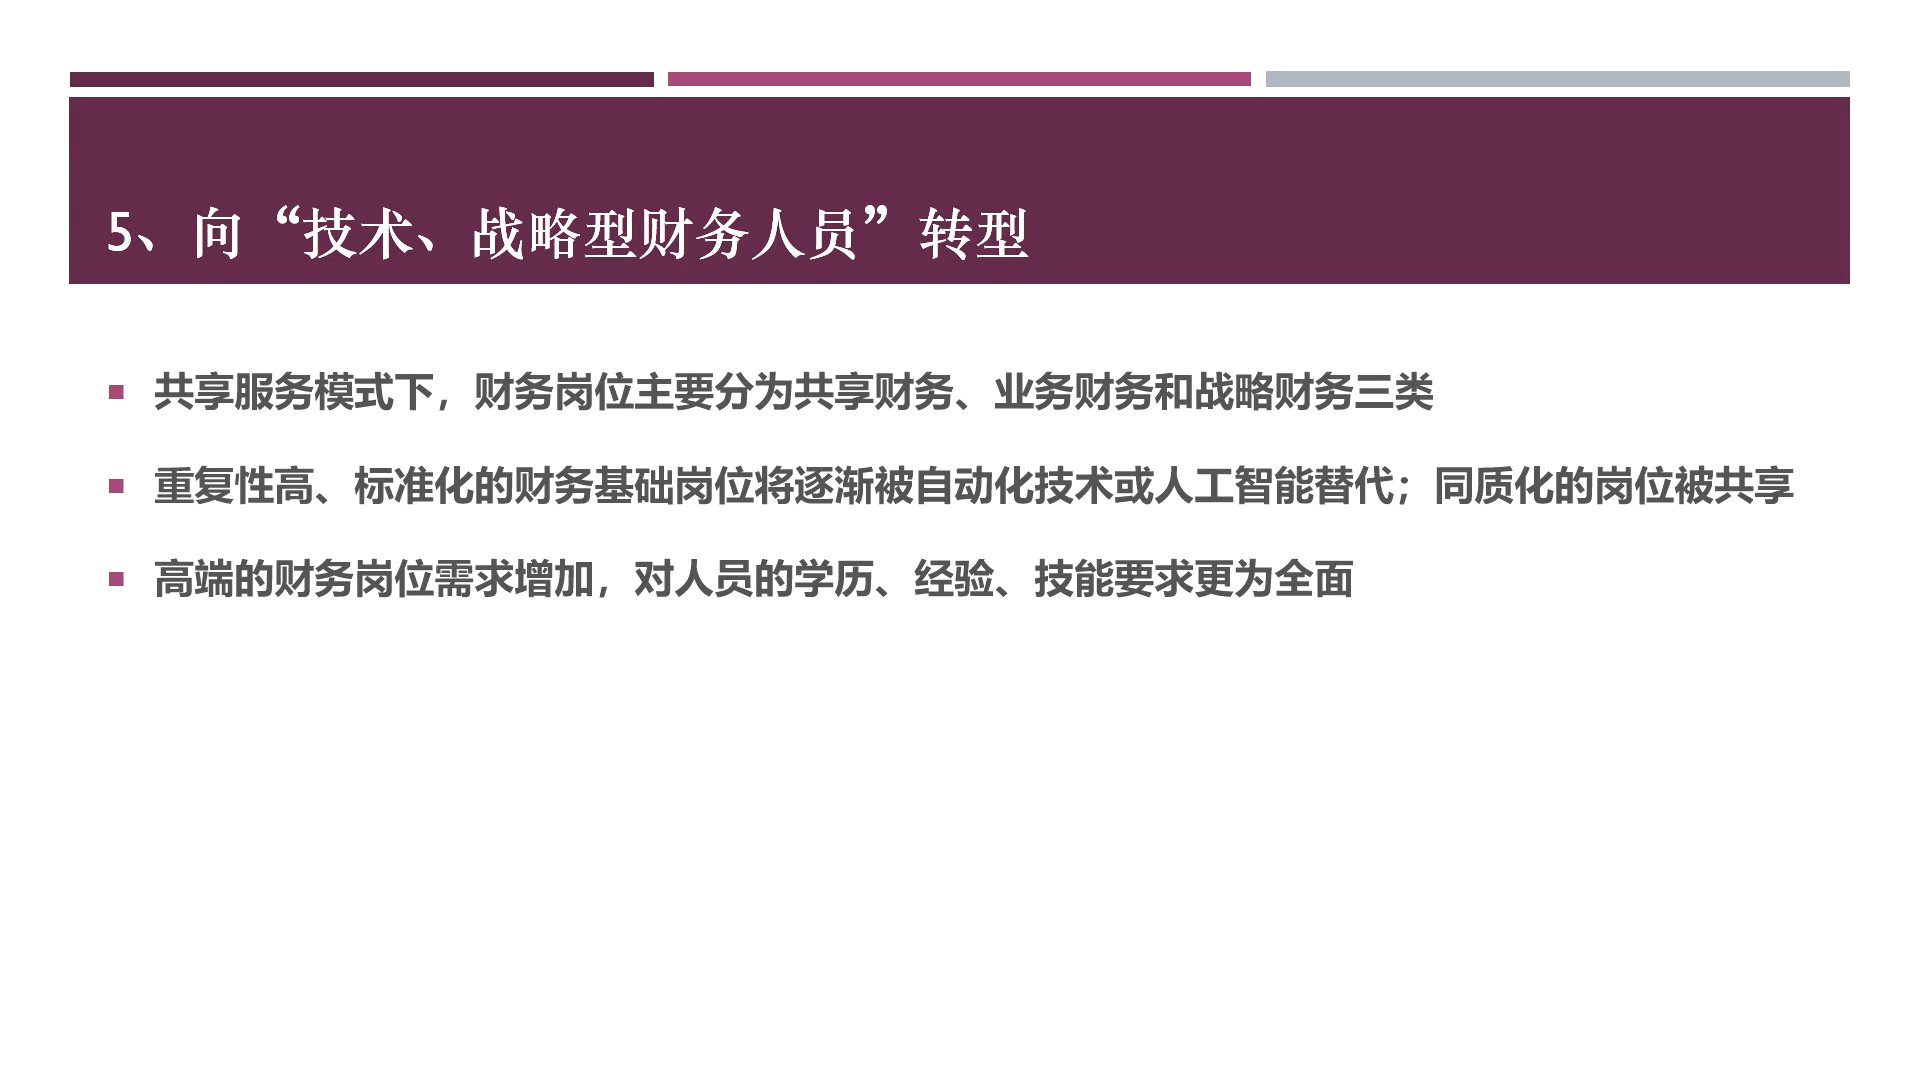 5、向“技术、战略型财务人员”转型
共享服务模式下，财务岗位主要分为共享财务、业务财务和战略财务三类
重复性高、标准化的财务基础岗位将逐渐被自动化技术或人工智能替代；同质化的岗位被共享
高端的财务岗位需求增加，对人员的学历、经验、技能要求更为全面